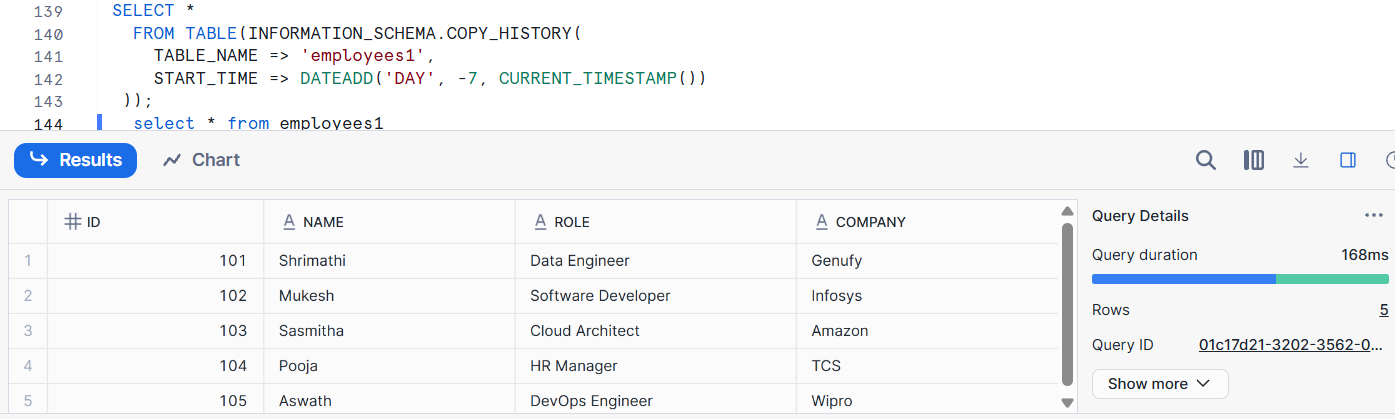 139 SELECT *
140 FROM TABLE(INFORMATION_SCHEMA.COPY_HISTORY(
141 TABLE_NAME => 'employees1',
142 START_TIME => DATEADD('DAY', -7, CURRENT_TIMESTAMP())
143 ));
144 select * from employees1
Results Chart
ID NAME ROLE COMPANY
1 101 Shrimathi Data Engineer Genufy
2 102 Mukesh Software Developer Infosys
3 103 Sasmitha Cloud Architect Amazon
4 104 Pooja HR Manager TCS
5 105 Aswath DevOps Engineer Wipro
Query Details
Query duration 168ms
Rows 5
Query ID 01c17d21-3202-3562-0...
Show more